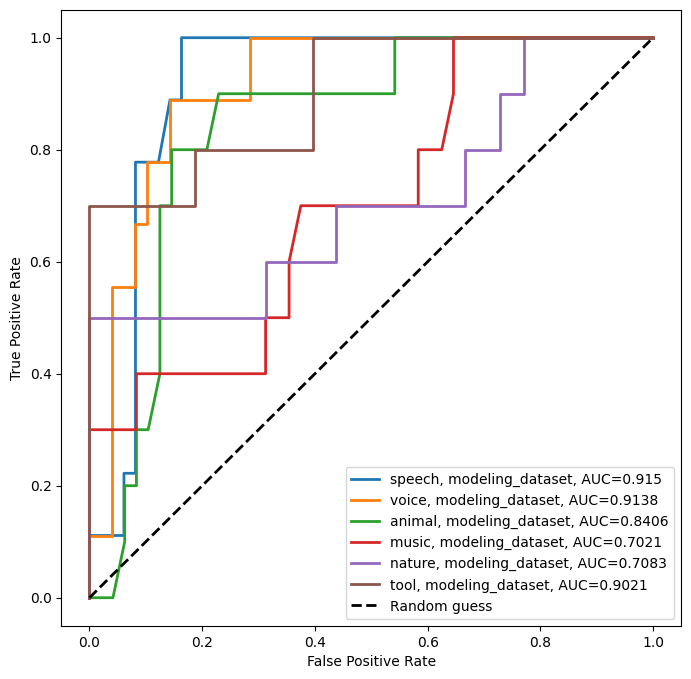 1.0
0.8
0.6
0.4
0.2
0.0
True Positive Rate
speech, modeling_dataset, AUC=0.915
voice, modeling_dataset, AUC=0.9138
animal, modeling_dataset, AUC=0.8406
music, modeling_dataset, AUC=0.7021
nature, modeling_dataset, AUC=0.7083
tool, modeling_dataset, AUC=0.9021
Random guess
0.0 0.2 0.4 0.6 0.8 1.0
False Positive Rate